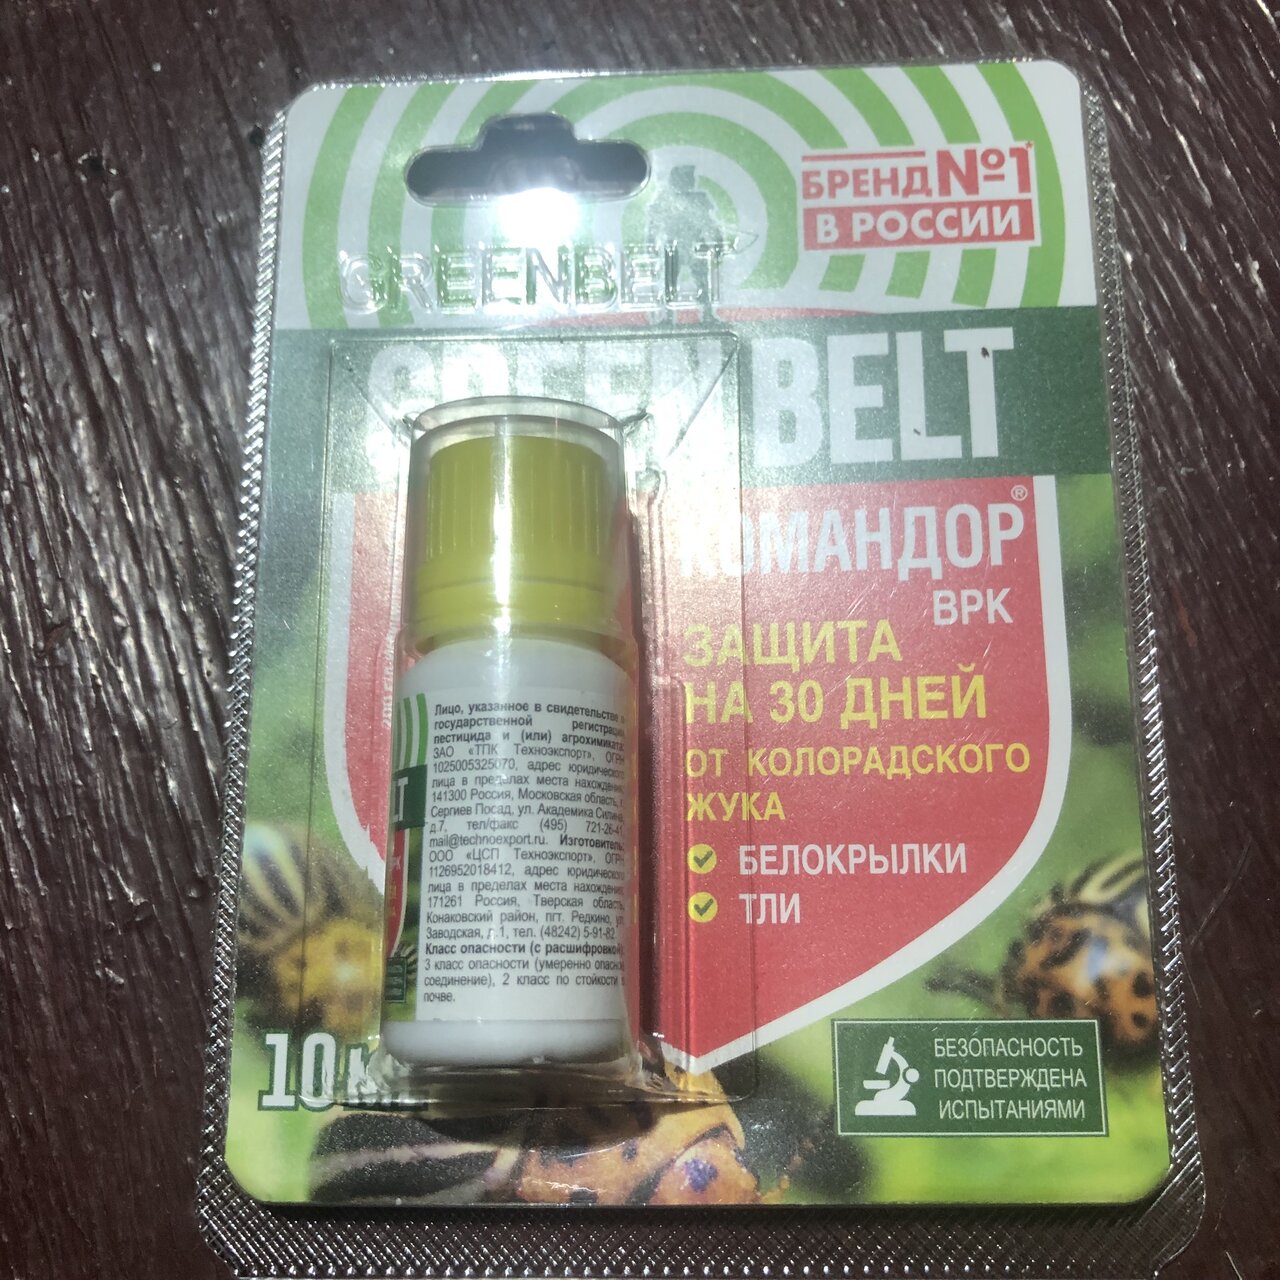 БРЕНД №1
В РОССИИ
GREENBELT
GREEN BELT
КОМАНДОР®
ВРК
ЗАЩИТА
НА 30 ДНЕЙ
ОТ КОЛОРАДСКОГО
ЖУКА
БЕЛОКРЫЛКИ
ТЛИ
Лицо, указанное в свидетельстве о
государственной регистрации
пестицида и (или) агрохимиката:
ЗАО «ТПК Техноэкспорт», ОГРН
1025005325070, адрес юридического
лица в пределах места нахождения:
141300 Россия, Московская область, г.
Сергиев Посад, ул. Академика Силина,
д.7, тел/факс (495) 721-26-41,
mail@technoexport.ru. Изготовитель:
ООО «ЦСП Техноэкспорт», ОГРН
1126952018412, адрес юридического
лица в пределах места нахождения:
171261 Россия, Тверская область,
Конаковский район, пгт. Редкино, ул.
Заводская, д.1, тел. (48242) 5-91-82.
Класс опасности (с расшифровкой):
3 класс опасности (умеренно опасное
соединение), 2 класс по стойкости в
почве.
10 мл
БЕЗОПАСНОСТЬ
ПОДТВЕРЖДЕНА
ИСПЫТАНИЯМИ